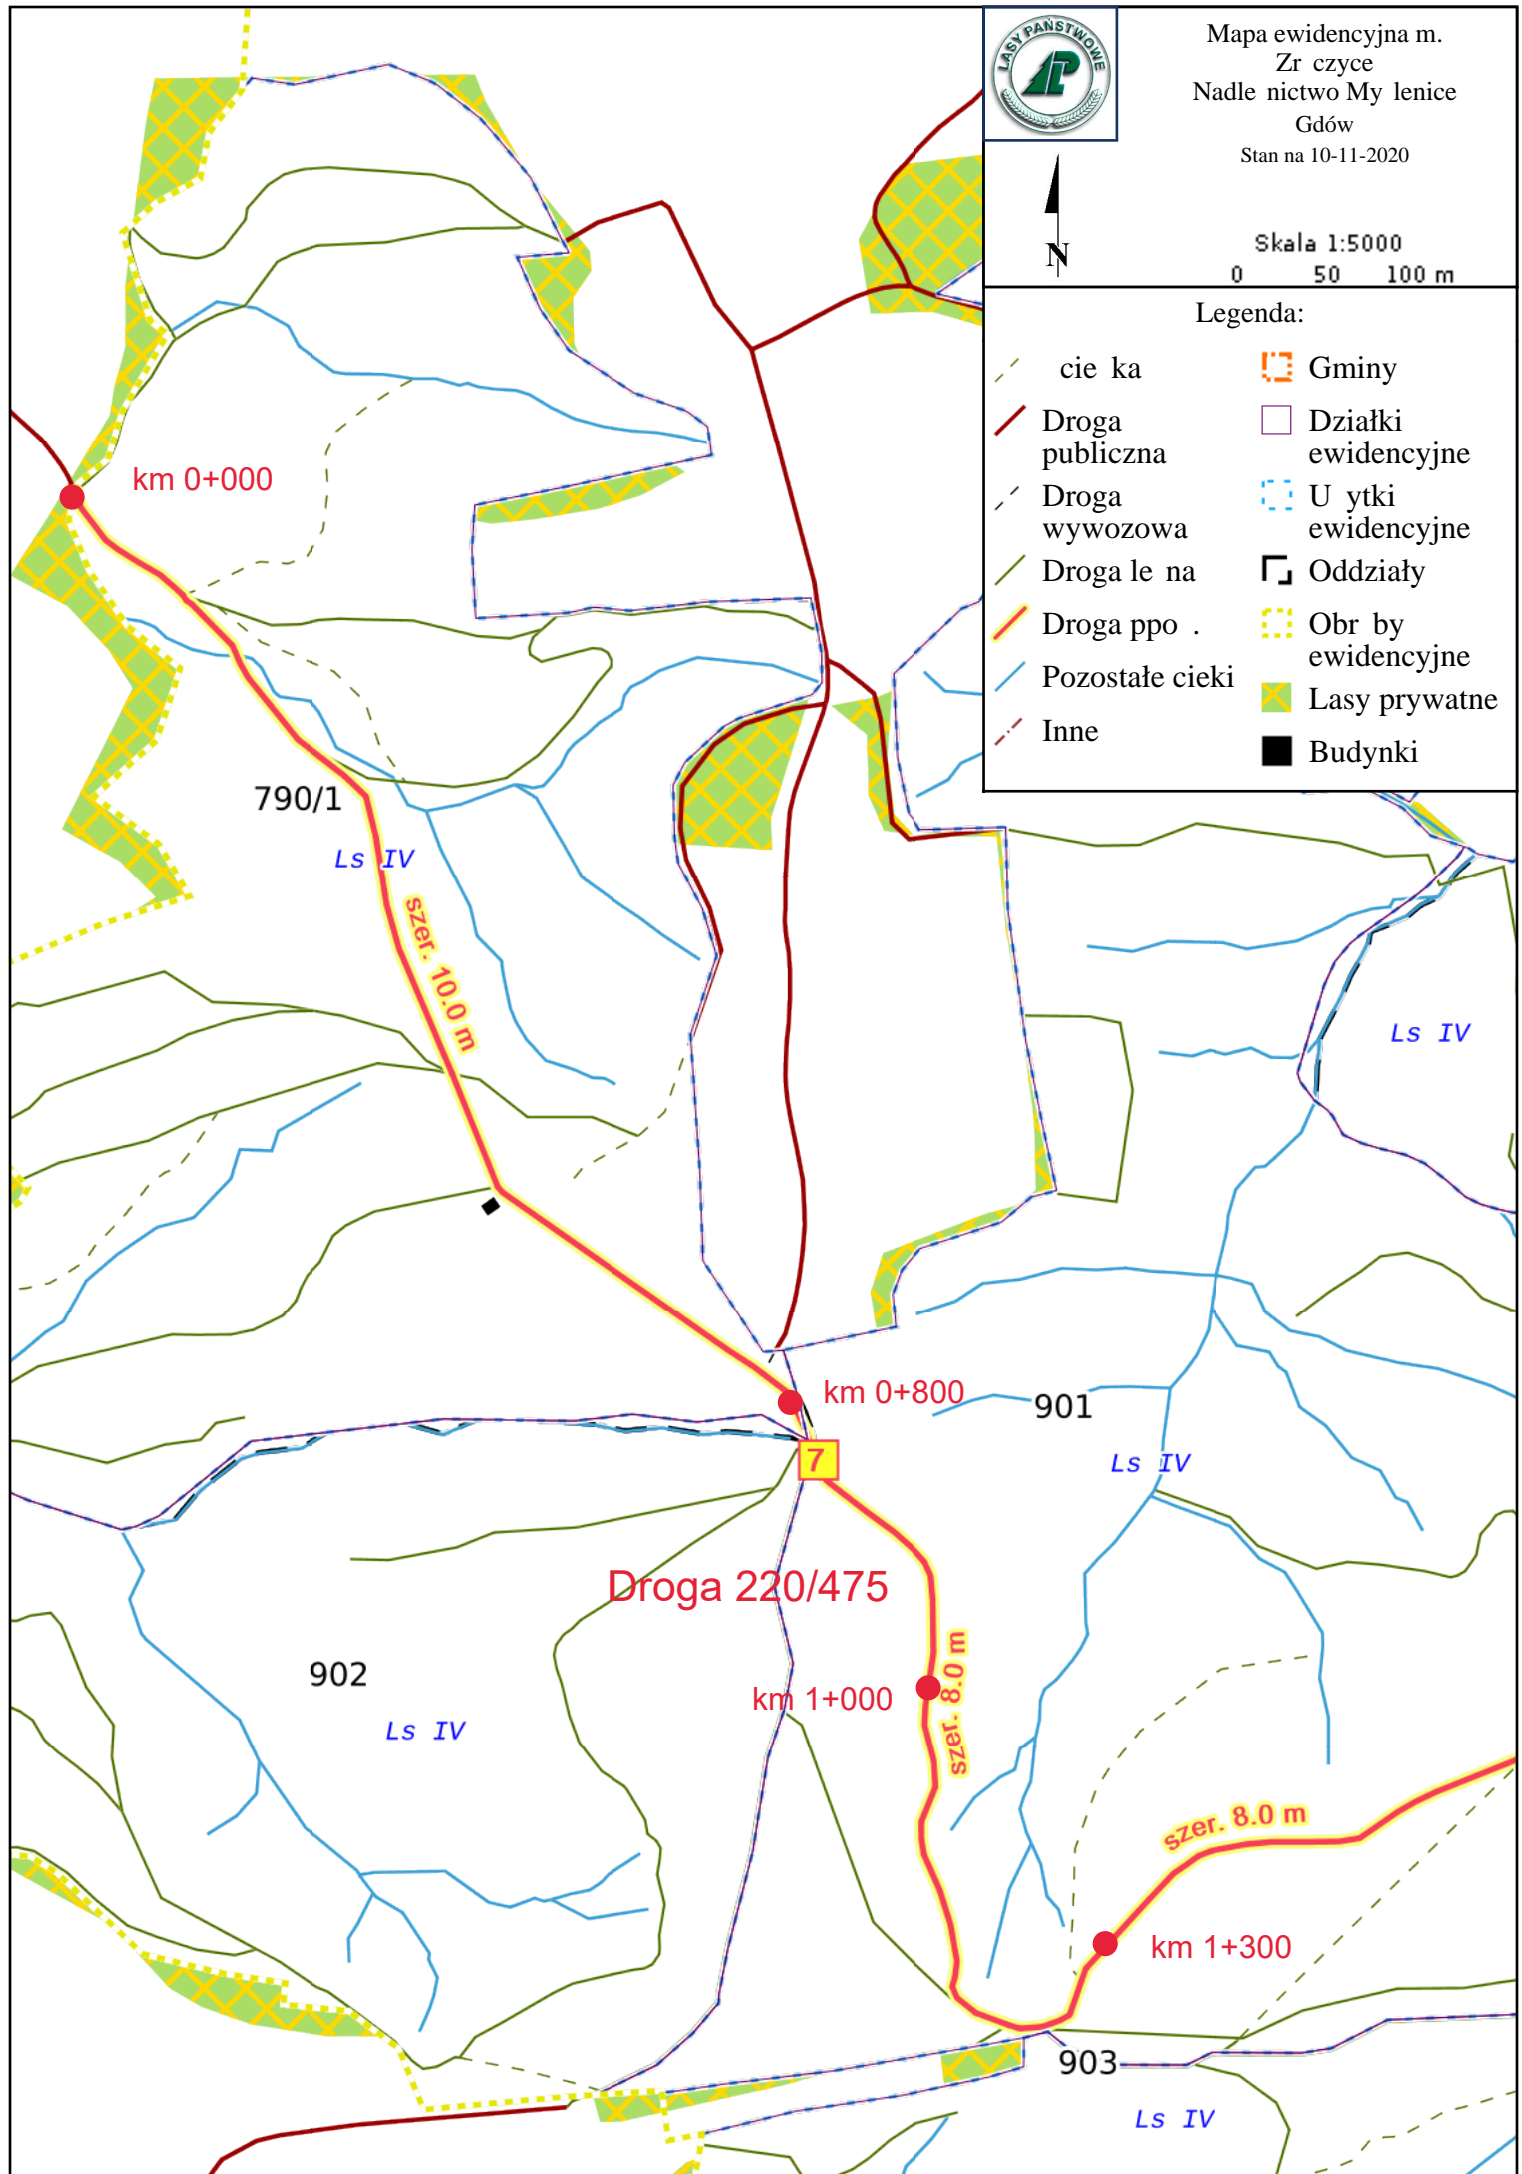 LASY PAŃSTWOWE
LP
Mapa ewidencyjna m.
Zr czyce
Nadle nictwo My lenice
Gdów
Stan na 10-11-2020
N
Skala 1:5000
0 50 100 m
Legenda:
cie ka
Droga
publiczna
Droga
wywozowa
Droga le na
Droga ppo .
Pozostałe cieki
Inne
Gminy
Działki
ewidencyjne
U ytki
ewidencyjne
Oddziały
Obr by
ewidencyjne
Lasy prywatne
Budynki
km 0+000
790/1
Ls IV
szer. 10.0 m
Ls IV
km 0+800
901
Ls IV
7
Droga 220/475
902
Ls IV
km 1+000
szer. 8.0 m
szer. 8.0 m
km 1+300
903
Ls IV